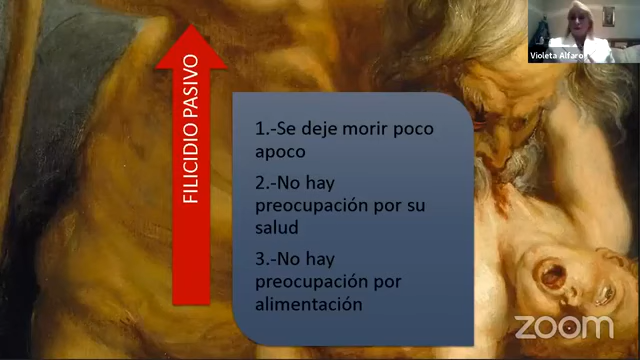 Violeta Alfaro
FILICIDIO PASIVO
1.-Se deje morir poco
apoco
2.-No hay
preocupación por su
salud
3.-No hay
preocupación por
alimentación
zoom